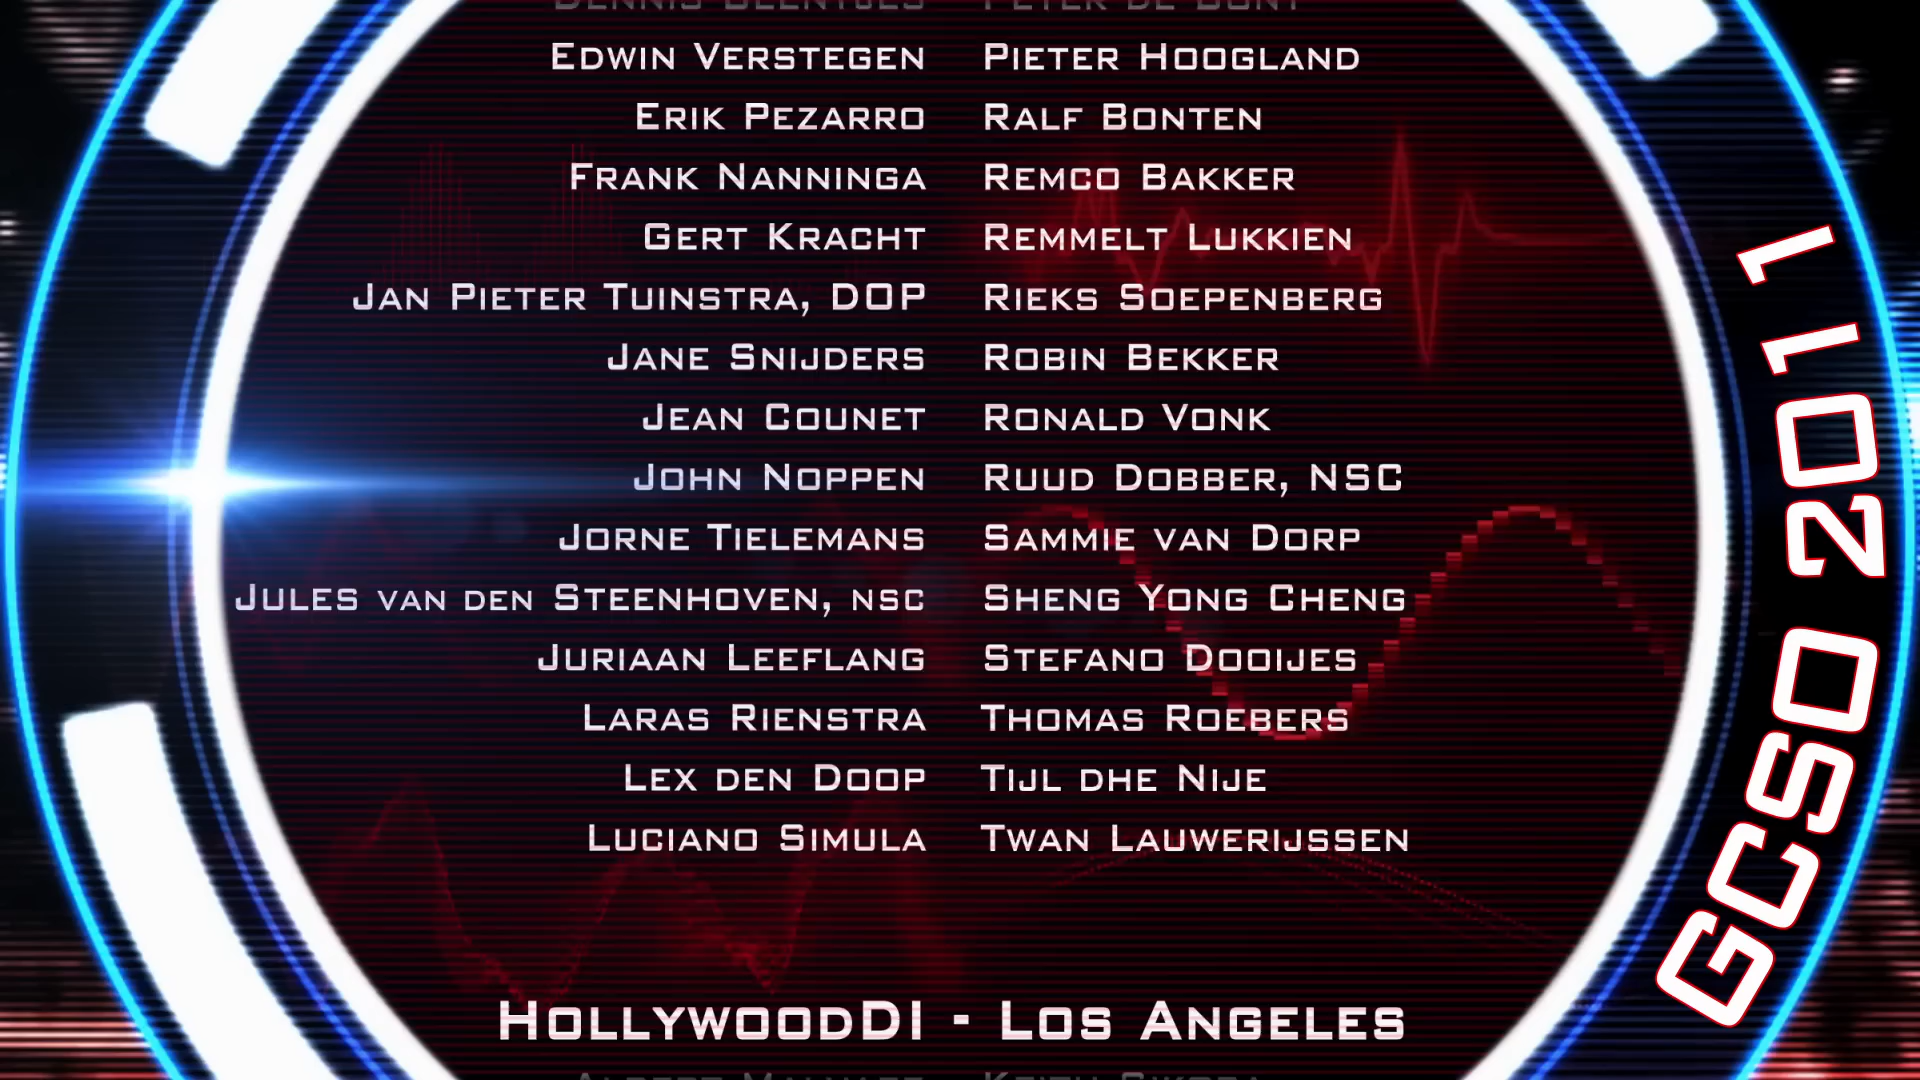 Edwin Verstegen Pieter Hoogland
Erik Pezarro Ralf Bonten
Frank Nanninga Remco Bakker
Gert Kracht Remmelt Lukkien
Jan Pieter Tuinstra, DOP Rieks Soepenberg
Jane Snijders Robin Bekker
Jean Counet Ronald Vonk
John Noppen Ruud Dobber, NSC
Jorne Tielemans Sammie van Dorp
Jules van den Steenhoven, nsc Sheng Yong Cheng
Juriaan Leeflang Stefano Dooijes
Laras Rienstra Thomas Roebers
Lex den Doop Tijl dhe Nije
Luciano Simula Twan Lauwerijssen
HollywoodDI - Los Angeles
GCSO 2011